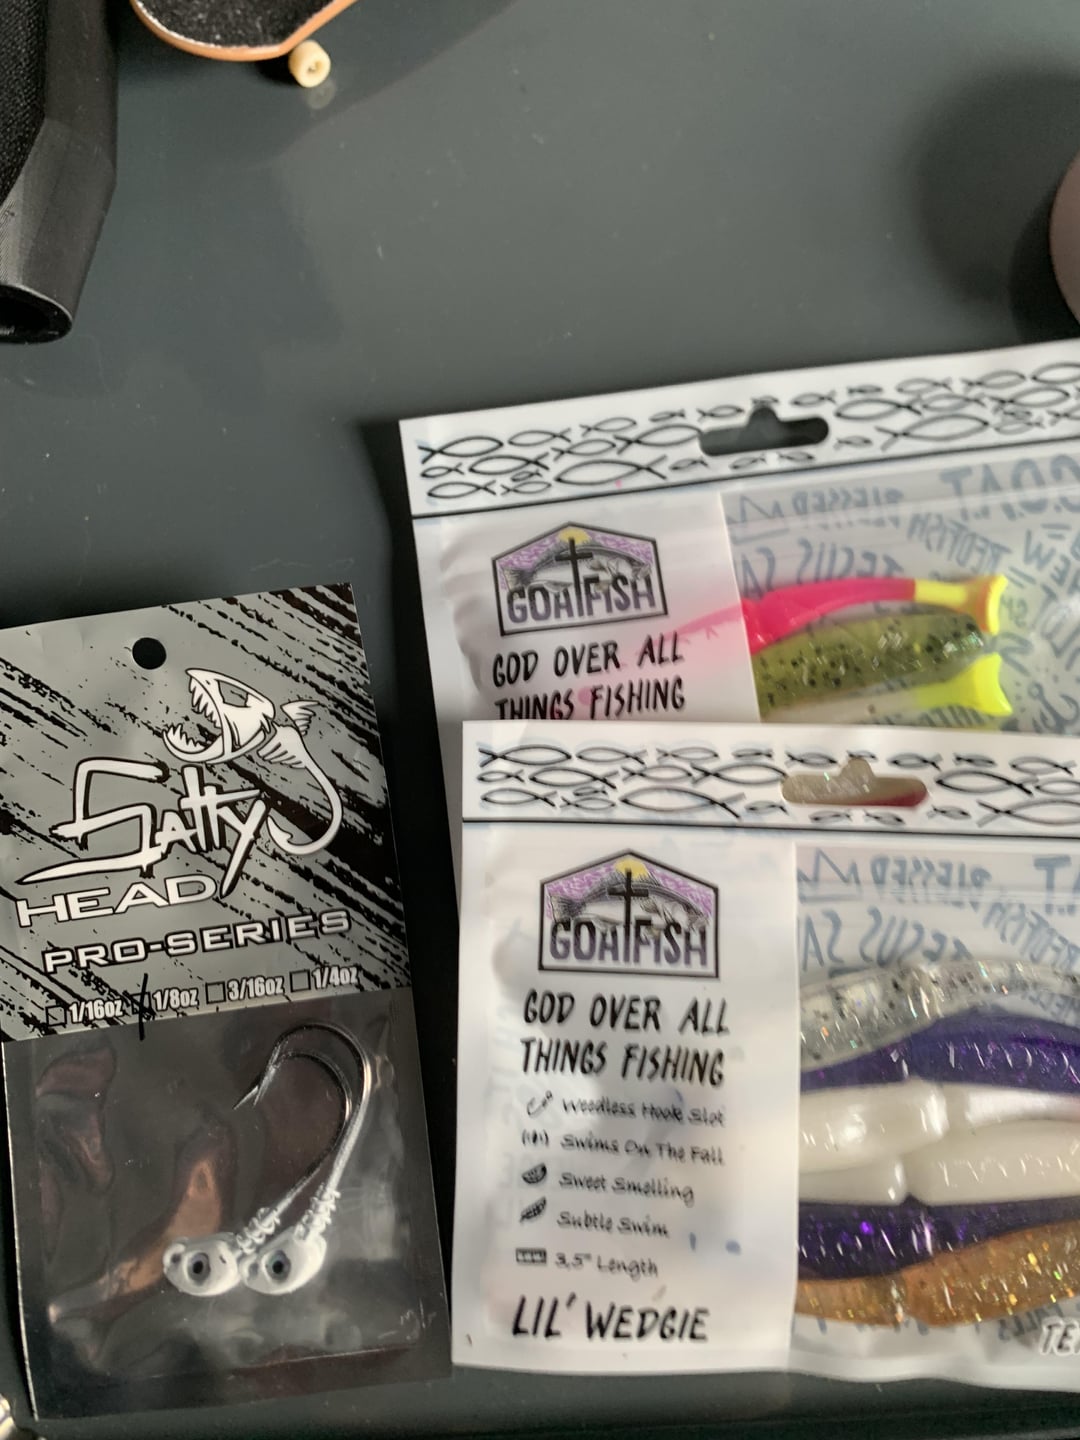 GOATFISH
GOD OVER ALL
THINGS FISHING
Salty
HEAD
PRO-SERIES
1/16oz 1/8oz 3/16oz 1/4oz
GOATFISH
GOD OVER ALL
THINGS FISHING
Weedless Hook Slot
Swims On The Fall
Sweet Smelling
Subtle Swim
3.5" Length
LIL' WEDGIE